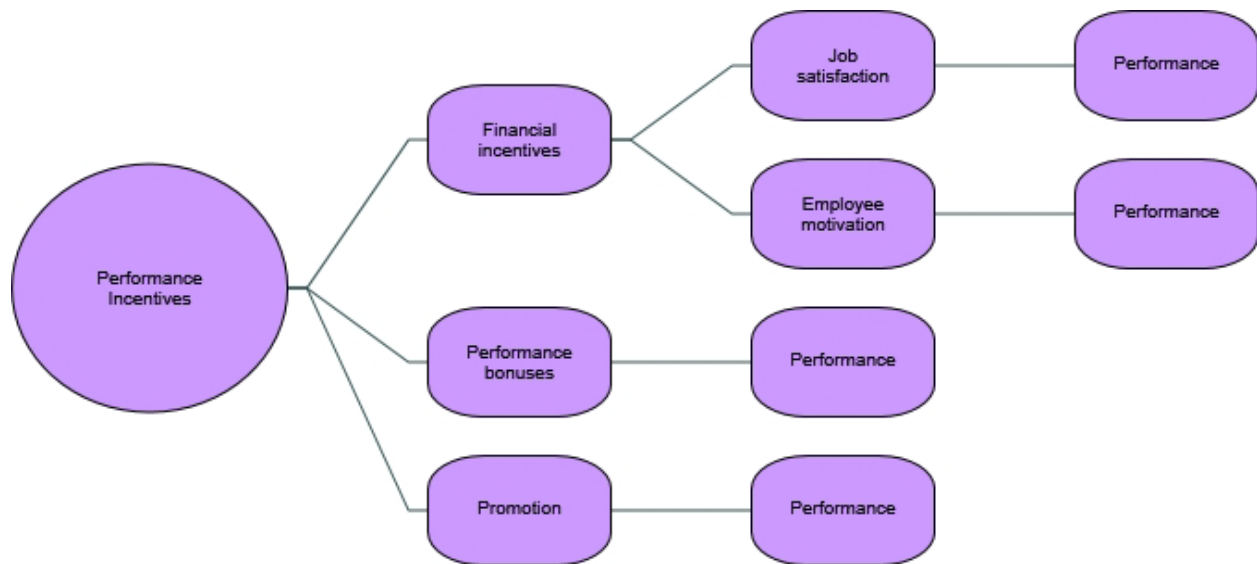 Performance
Incentives
Financial
incentives
Job
satisfaction
Performance
Employee
motivation
Performance
Performance
bonuses
Performance
Promotion
Performance